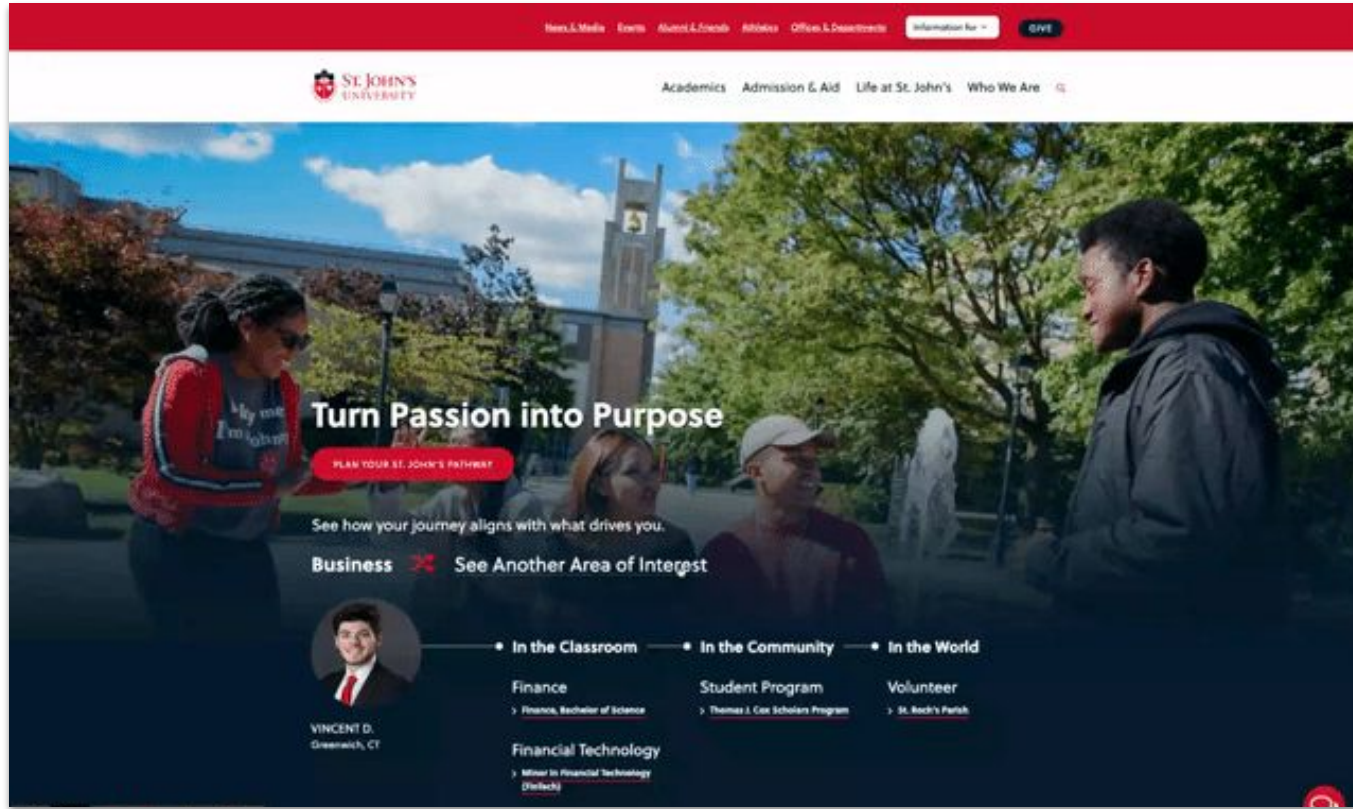 News & Media Events Alumni & Friends Athletics Offices & Departments Information for GIVE
ST. JOHN'S
UNIVERSITY
Academics Admission & Aid Life at St. John's Who We Are
Turn Passion into Purpose
PLAN YOUR ST. JOHN'S PATHWAY
See how your journey aligns with what drives you.
Business See Another Area of Interest
In the Classroom In the Community In the World
Finance Student Program Volunteer
> Finance, Bachelor of Science > Thomas J. Cox Scholars Program > St. Roch's Parish
VINCENT D.
Greenwich, CT
Financial Technology
> Minor in Financial Technology
(FinTech)